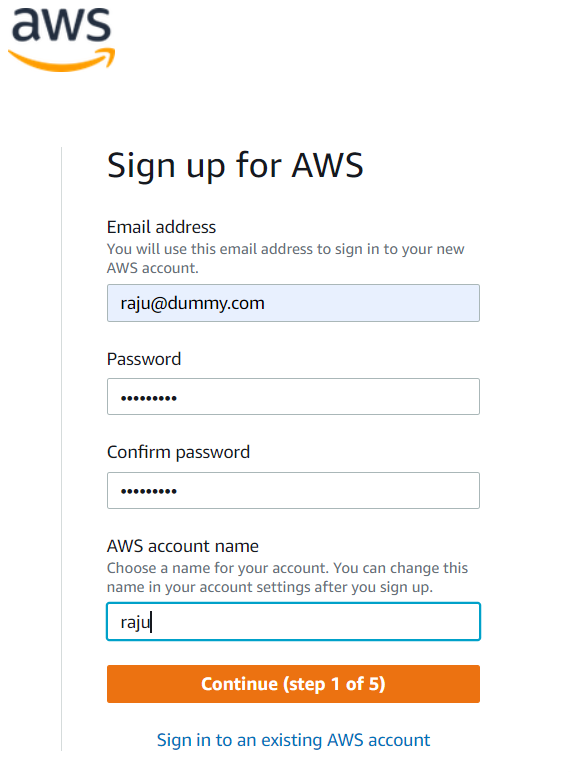 aws
Sign up for AWS
Email address
You will use this email address to sign in to your new
AWS account.
raju@dummy.com
Password
•••••••••
Confirm password
•••••••••
AWS account name
Choose a name for your account. You can change this
name in your account settings after you sign up.
raju
Continue (step 1 of 5)
Sign in to an existing AWS account